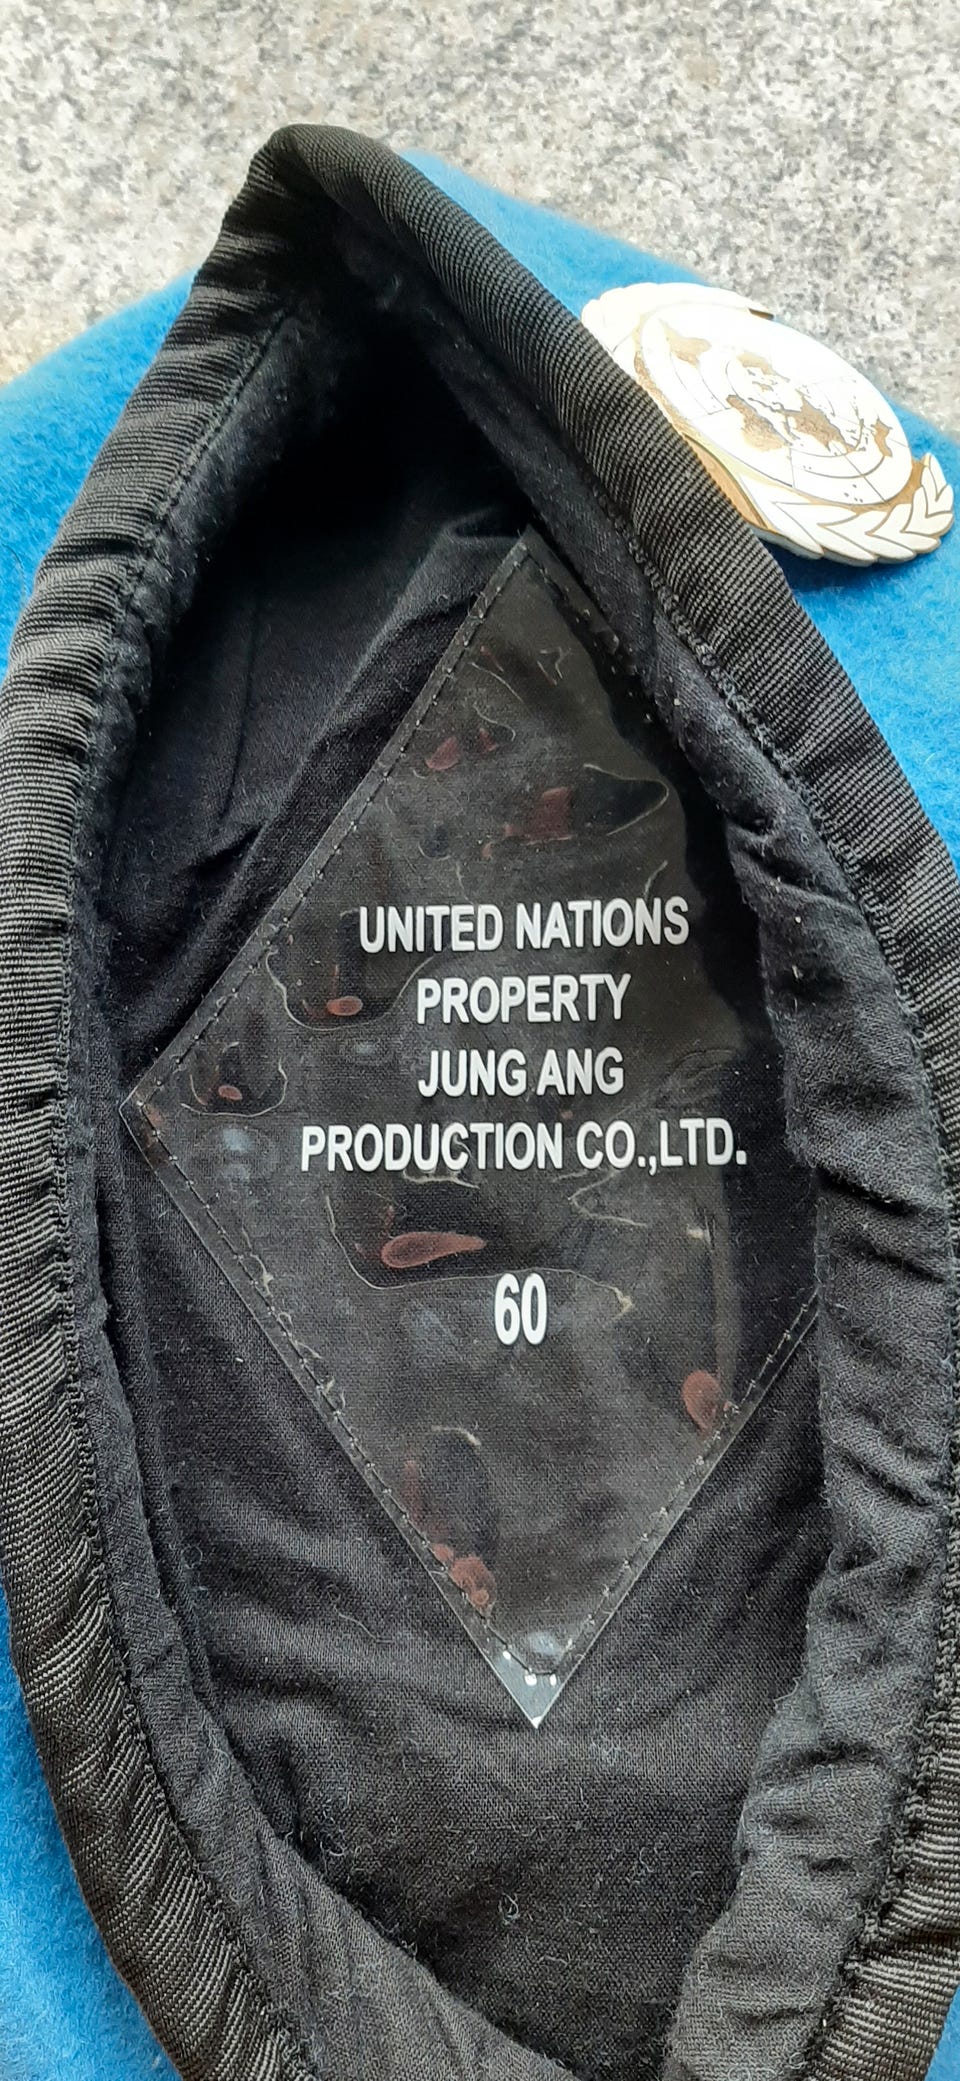 UNITED NATIONS
PROPERTY
JUNG ANG
PRODUCTION CO.,LTD.
60